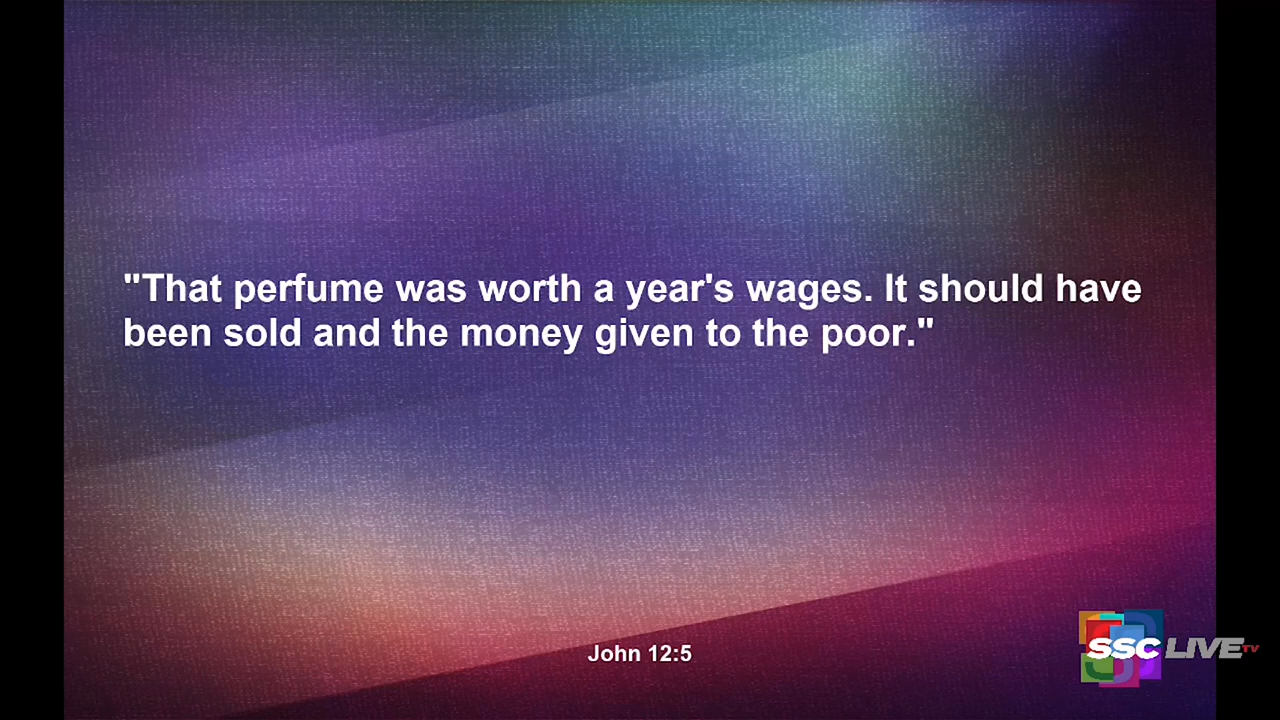 "That perfume was worth a year's wages. It should have
been sold and the money given to the poor."
John 12:5
SSC LIVE TV